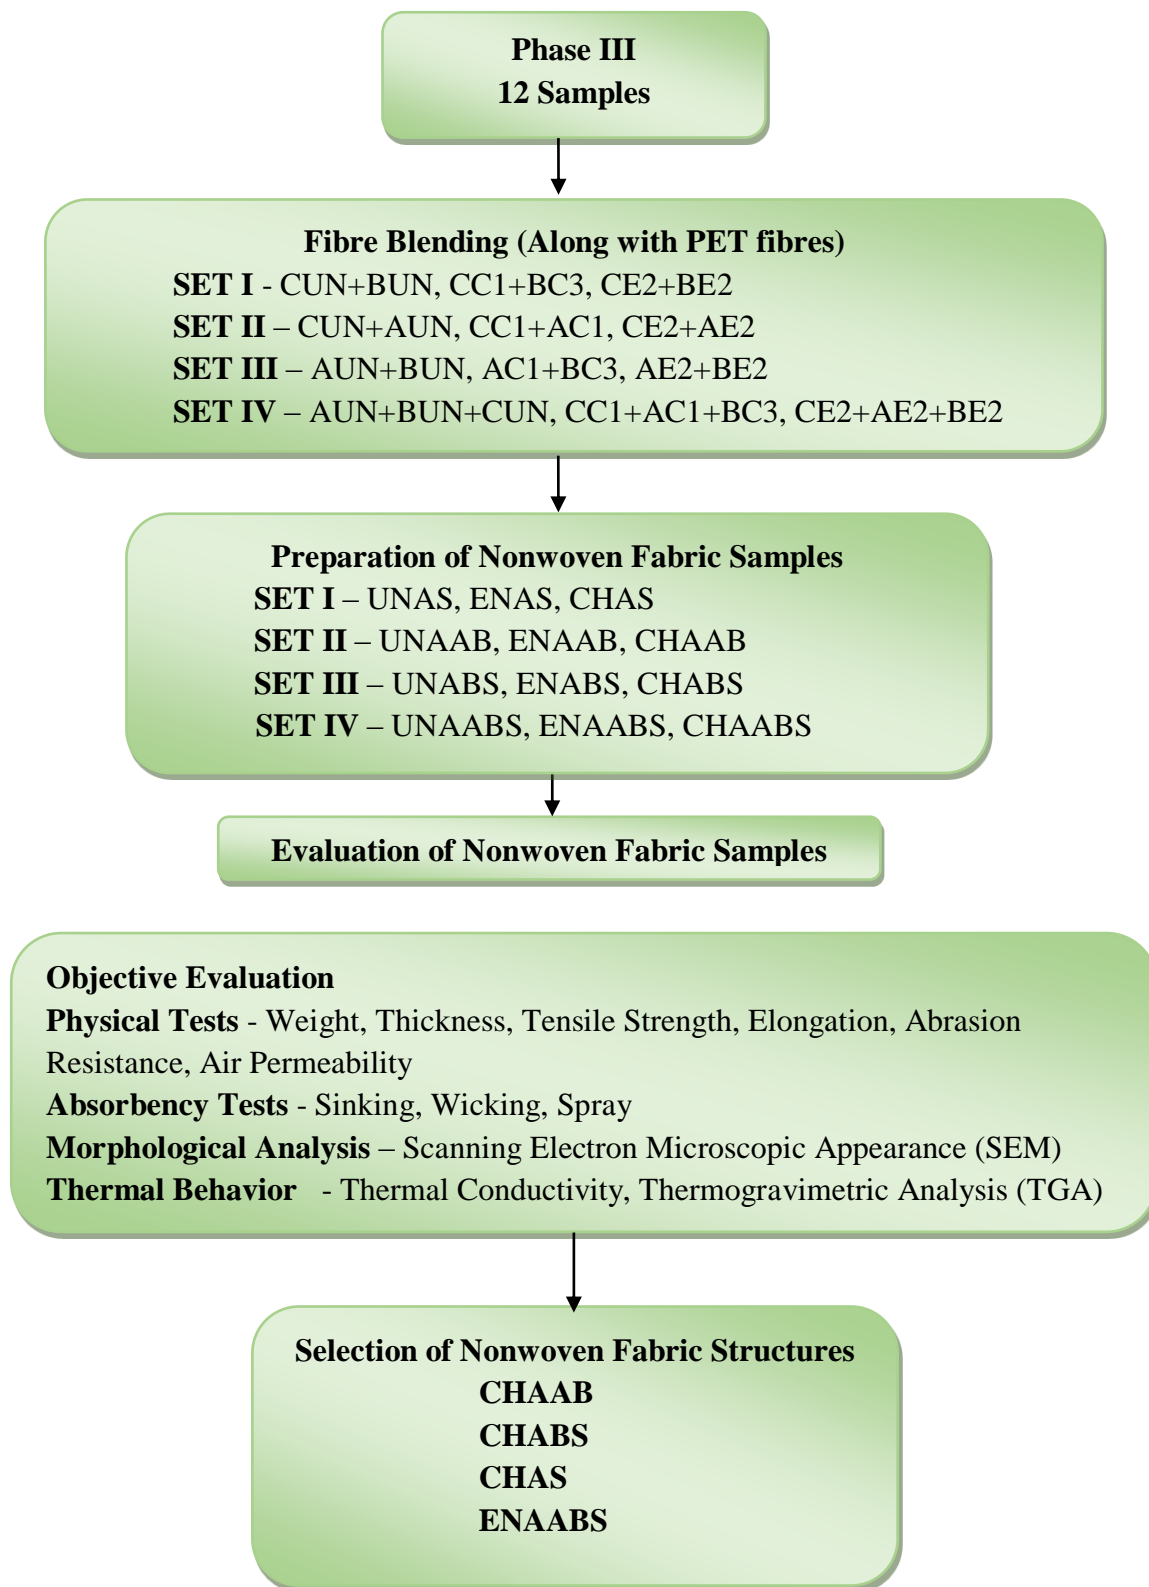 Phase III
12 Samples
Fibre Blending (Along with PET fibres)
SET I - CUN+BUN, CC1+BC3, CE2+BE2
SET II – CUN+AUN, CC1+AC1, CE2+AE2
SET III – AUN+BUN, AC1+BC3, AE2+BE2
SET IV – AUN+BUN+CUN, CC1+AC1+BC3, CE2+AE2+BE2
Preparation of Nonwoven Fabric Samples
SET I – UNAS, ENAS, CHAS
SET II – UNAAB, ENAAB, CHAAB
SET III – UNABS, ENABS, CHABS
SET IV – UNAABS, ENAABS, CHAABS
Evaluation of Nonwoven Fabric Samples
Objective Evaluation
Physical Tests - Weight, Thickness, Tensile Strength, Elongation, Abrasion
Resistance, Air Permeability
Absorbency Tests - Sinking, Wicking, Spray
Morphological Analysis – Scanning Electron Microscopic Appearance (SEM)
Thermal Behavior - Thermal Conductivity, Thermogravimetric Analysis (TGA)
Selection of Nonwoven Fabric Structures
CHAAB
CHABS
CHAS
ENAABS